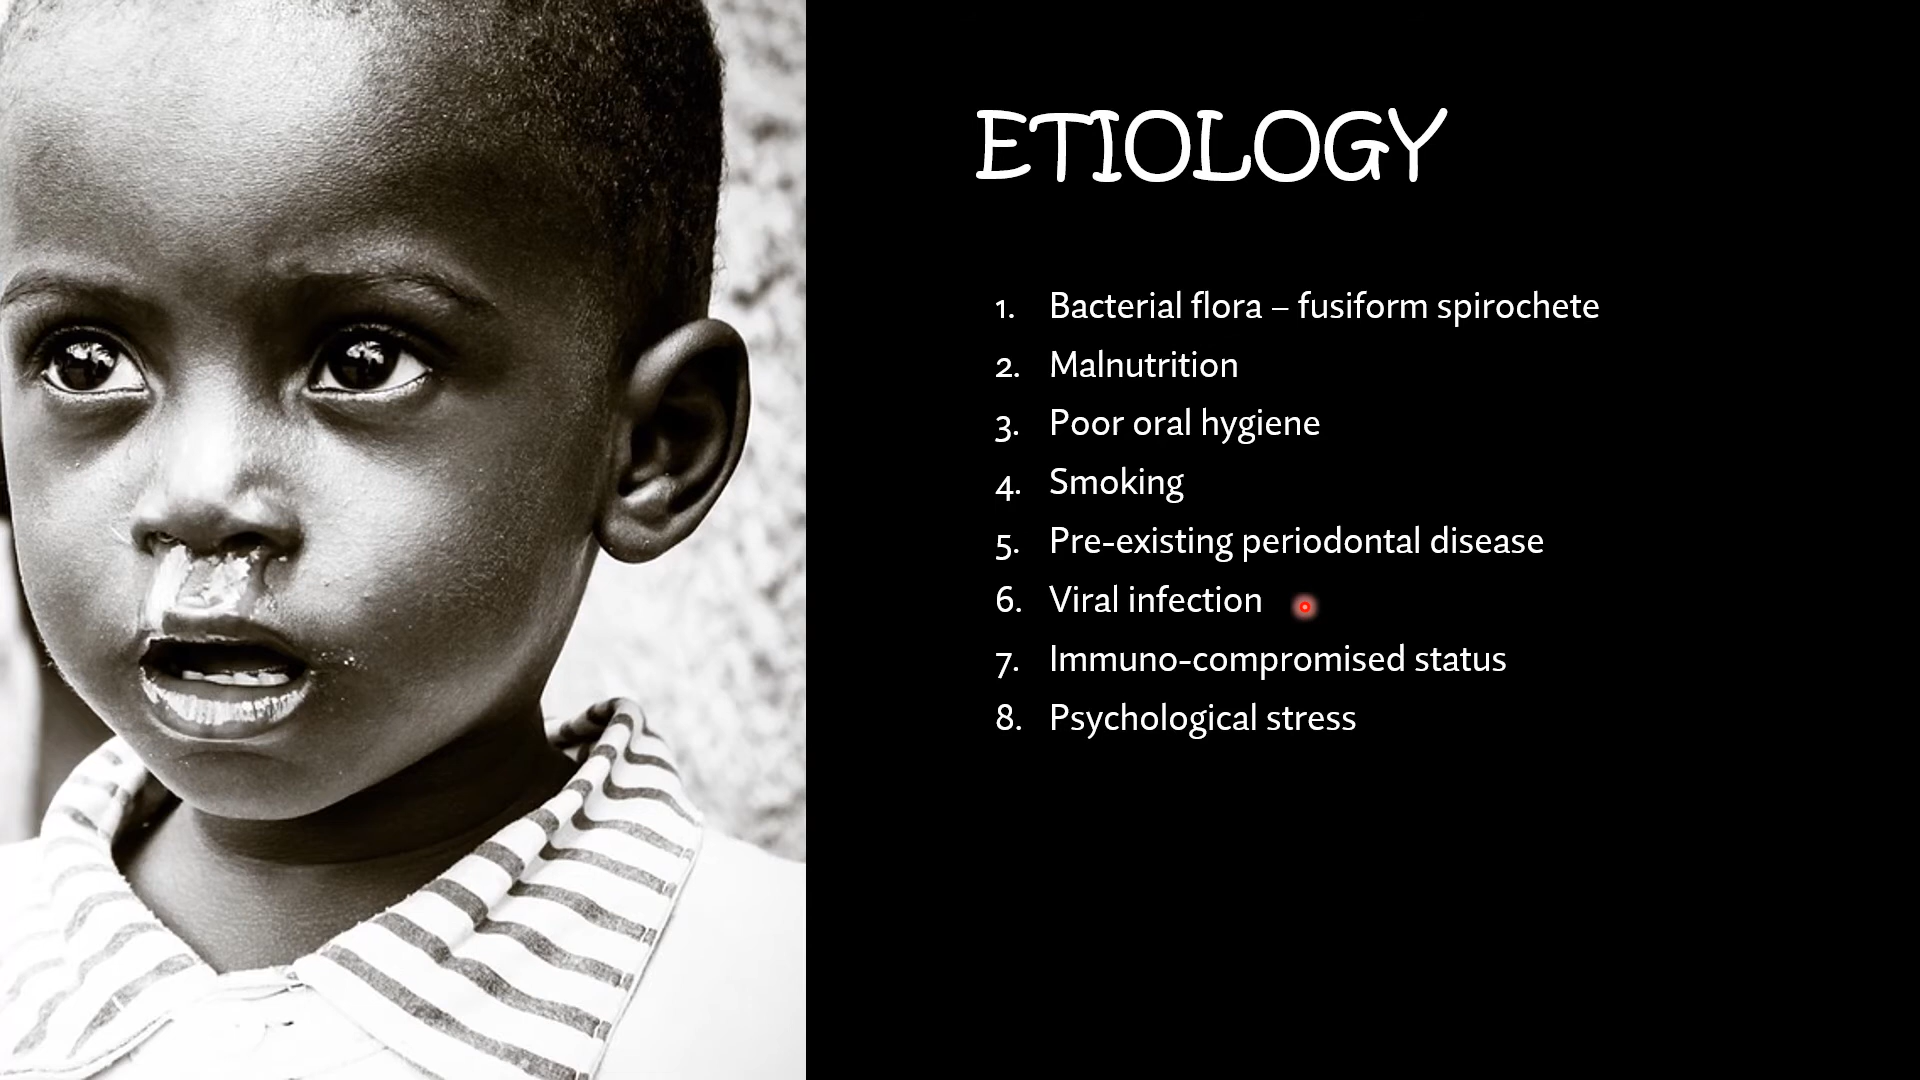 ETIOLOGY
1. Bacterial flora – fusiform spirochete
2. Malnutrition
3. Poor oral hygiene
4. Smoking
5. Pre-existing periodontal disease
6. Viral infection
7. Immuno-compromised status
8. Psychological stress